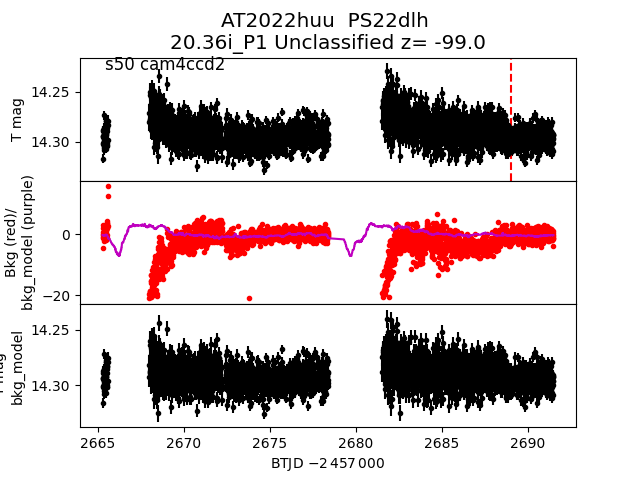 AT2022huu PS22dlh
20.36i_P1 Unclassified z= -99.0
s50 cam4ccd2
T mag
14.25
14.30
Bkg (red)/
bkg_model (purple)
0
−20
bkg_model
14.25
14.30
2665 2670 2675 2680 2685 2690
BTJD −2 457 000